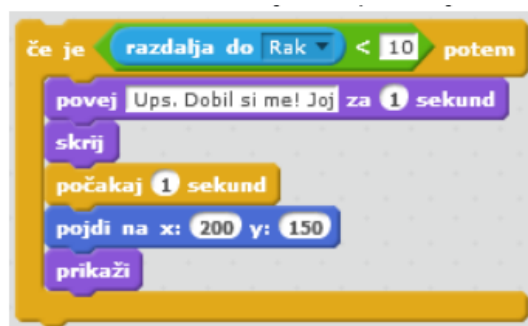 če je razdalja do Rak < 10 potem
povej Ups. Dobil si me! Joj za 1 sekund
skrij
počakaj 1 sekund
pojdi na x: 200 y: 150
prikaži